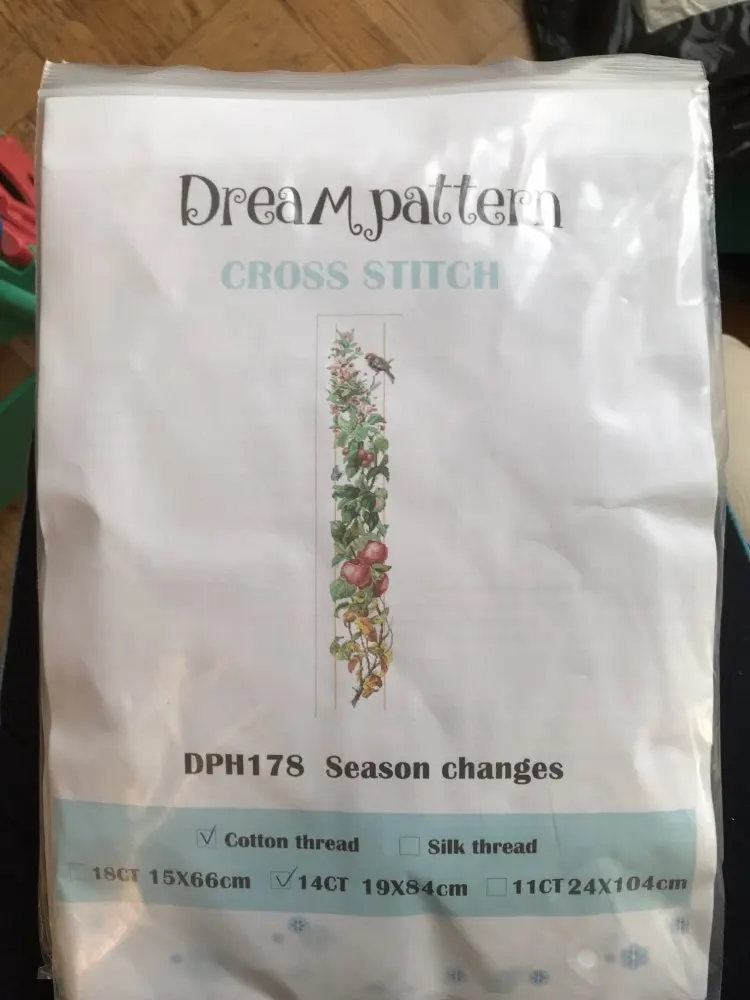 Dream pattern
CROSS STITCH
DPH178 Season changes
Cotton thread Silk thread
18CT 15X66cm 14CT 19X84cm 11CT 24X104cm